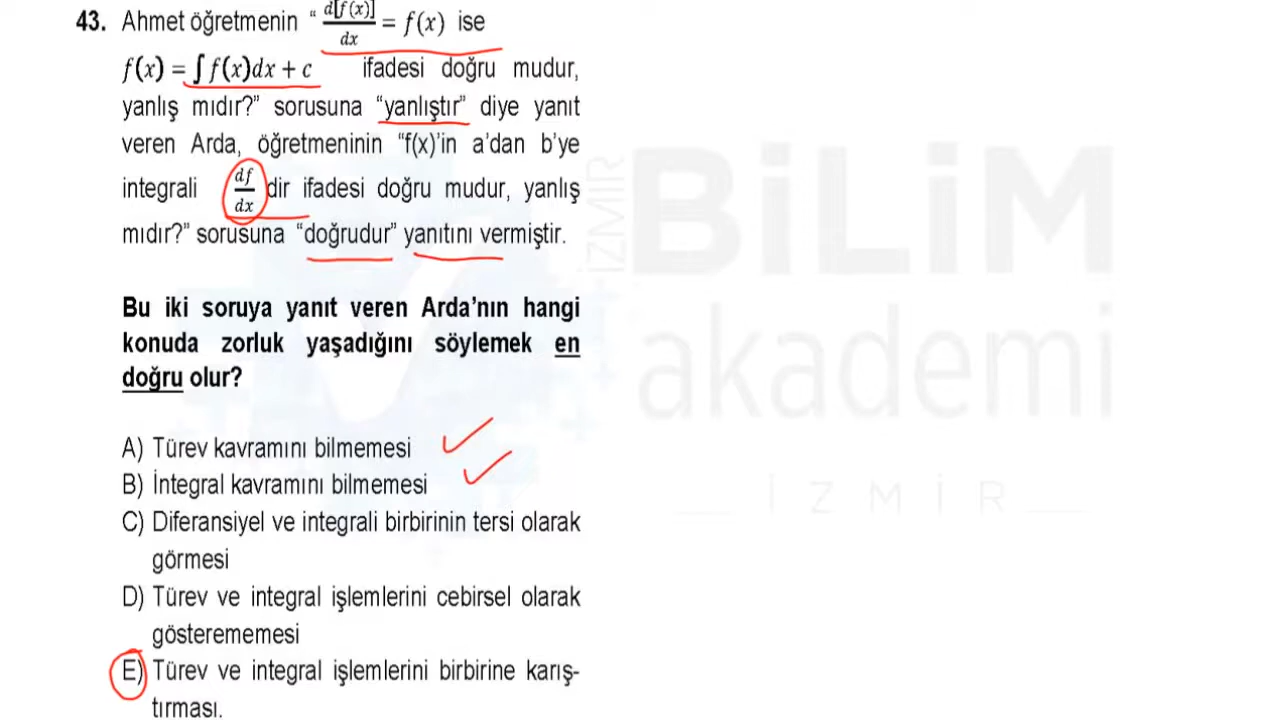 43. Ahmet öğretmenin “ d[f(x)]/dx = f(x) ise
f(x) = ∫ f(x)dx + c ifadesi doğru mudur,
yanlış mıdır?” sorusuna “yanlıştır” diye yanıt
veren Arda, öğretmeninin “f(x)’in a’dan b’ye
integrali df/dx dir ifadesi doğru mudur, yanlış
mıdır?” sorusuna “doğrudur” yanıtını vermiştir.
Bu iki soruya yanıt veren Arda’nın hangi
konuda zorluk yaşadığını söylemek en
doğru olur?
A) Türev kavramını bilmemesi
B) İntegral kavramını bilmemesi
C) Diferansiyel ve integrali birbirinin tersi olarak
görmesi
D) Türev ve integral işlemlerini cebirsel olarak
gösterememesi
E) Türev ve integral işlemlerini birbirine karış-
tırması.
İZMİR
BİLİM
akademi
İZMİR